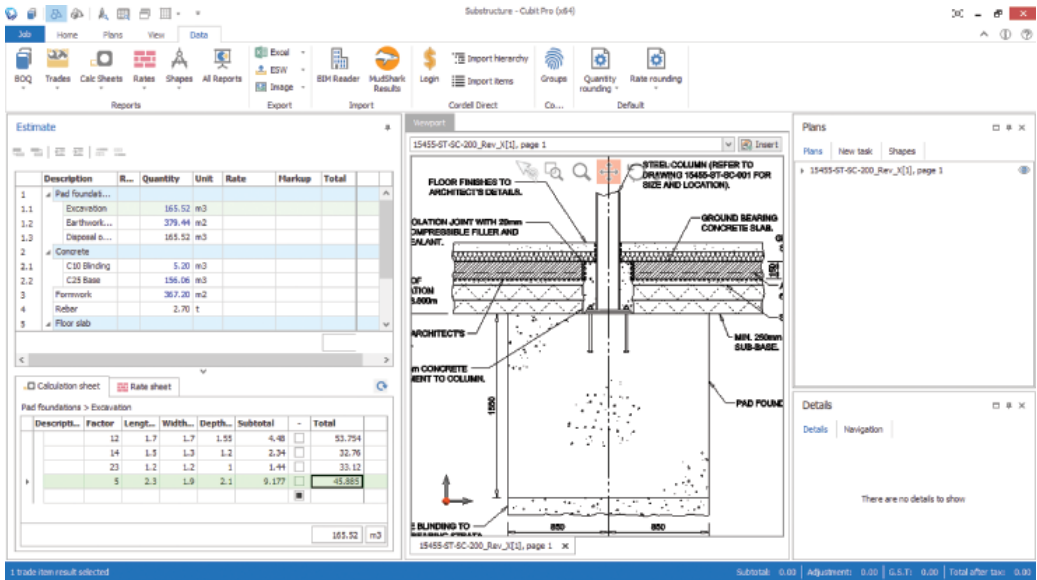 Substructure - Cubit Pro (x64)
Job Home Plans View Data
BOQ Trades Calc Sheets Rates Shapes All Reports
Excel
ESW
Image
BIM Reader MudShark Results
Login
Import hierarchy
Import items
Groups
Quantity rounding
Rate rounding
Reports Export Import Cordell Direct Co... Default
Estimate
Description R... Quantity Unit Rate Markup Total
1 Pad foundati...
1.1 Excavation 165.52 m3
1.2 Earthwork... 379.44 m2
1.3 Disposal o... 165.52 m3
2 Concrete
2.1 C10 Blinding 5.20 m3
2.2 C25 Base 156.06 m3
3 Formwork 367.20 m2
4 Reber 2.70 t
5 Floor slab
Calculation sheet Rate sheet
Pad foundations > Excavation
Descripti... Factor Lengt... Width... Depth... Subtotal - Total
12 1.7 1.7 1.55 4.48 53.754
14 1.5 1.3 1.2 2.34 32.76
23 1.2 1.2 1 1.44 33.12
5 2.3 1.9 2.1 9.177 45.885
165.52 m3
Viewport
15455-ST-SC-200_Rev_X[1], page 1
Insert
FLOOR FINISHES TO
ARCHITECT'S DETAILS.
STEEL COLUMN (REFER TO
DRAWING 15455-ST-SC-001 FOR
SIZE AND LOCATION).
OLATION JOINT WITH 20mm
OMPRESSIBLE FILLER AND
EALANT.
GROUND BEARING
CONCRETE SLAB.
G
S
150
OF
ATION
3.000m
A
6
S
ARCHITECT'S
MIN. 250mm
SUB-BASE.
m CONCRETE
MENT TO COLUMN.
1550
PAD FOUND
E BLINDING TO
BEARING STRATA
850 850
15455-ST-SC-200_Rev_X[1], page 1
Plans
Plans New task Shapes
15455-ST-SC-200_Rev_X[1], page 1
Details
Details Navigation
There are no details to show
1 trade item result selected
Subtotal: 0.00 Adjustment: 0.00 G.S.T: 0.00 Total after tax: 0.00